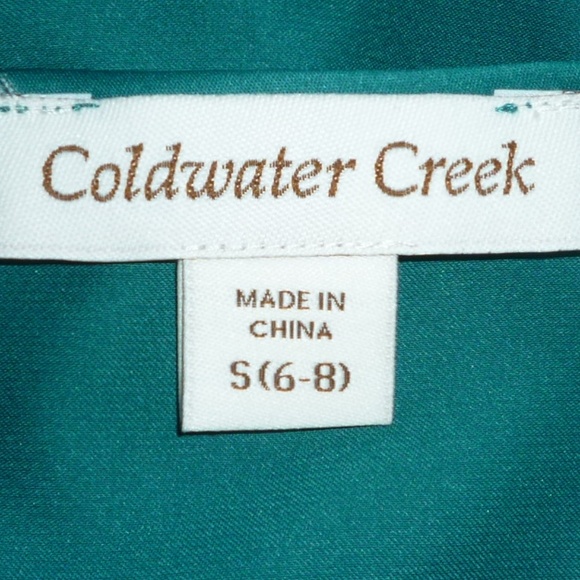 Coldwater Creek
MADE IN
CHINA
S (6-8)